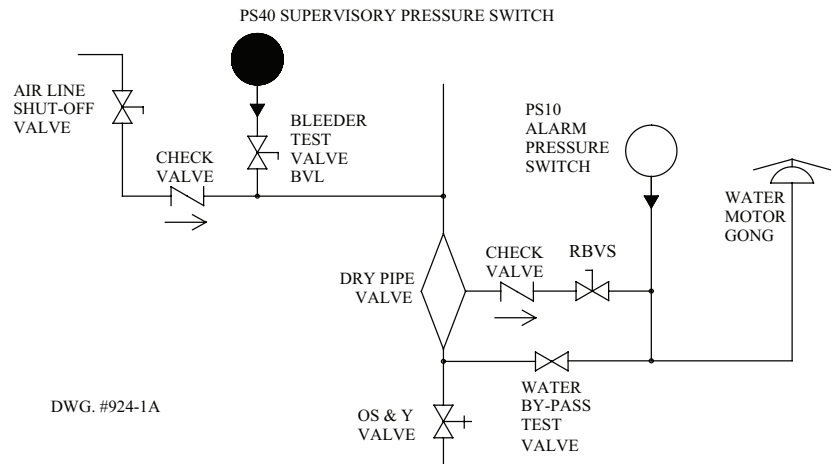 PS40 SUPERVISORY PRESSURE SWITCH
AIR LINE
SHUT-OFF
VALVE
BLEEDER
TEST
VALVE
BVL
CHECK
VALVE
PS10
ALARM
PRESSURE
SWITCH
WATER
MOTOR
GONG
DRY PIPE
VALVE
CHECK
VALVE
RBVS
WATER
BY-PASS
TEST
VALVE
OS & Y
VALVE
DWG. #924-1A